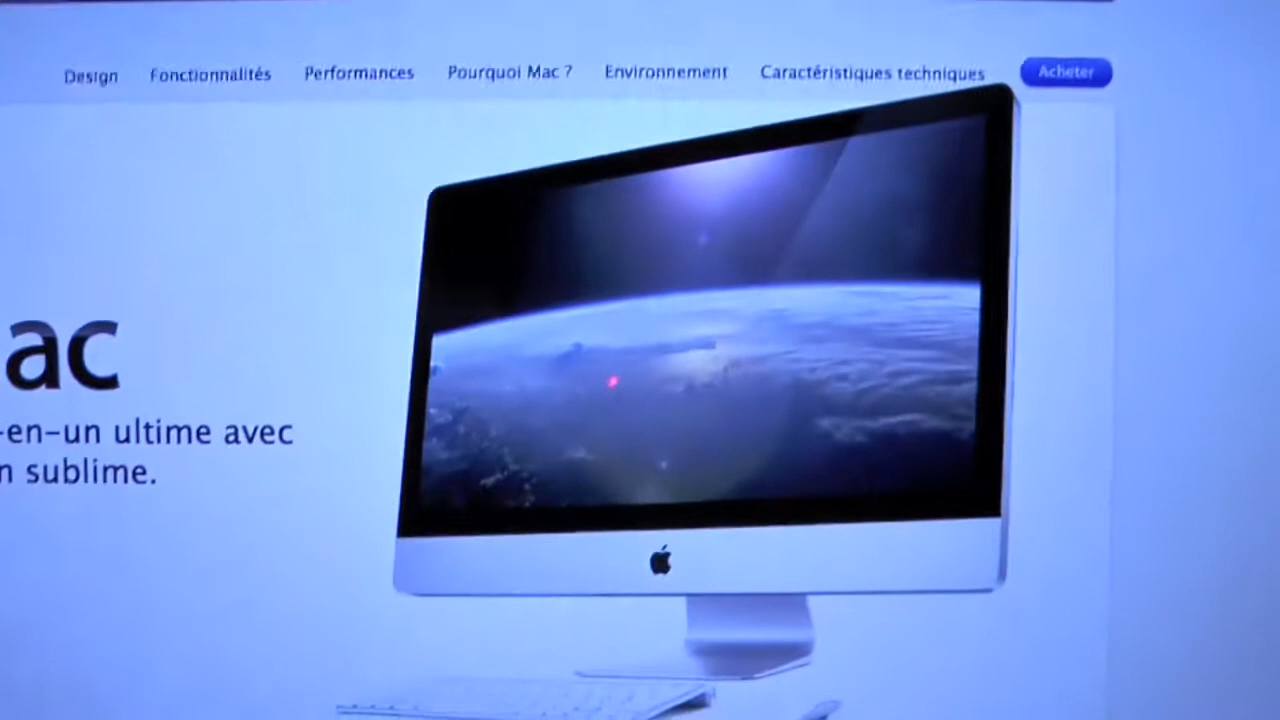 Design Fonctionnalités Performances Pourquoi Mac ? Environnement Caractéristiques techniques Acheter
ac
-en-un ultime avec
n sublime.